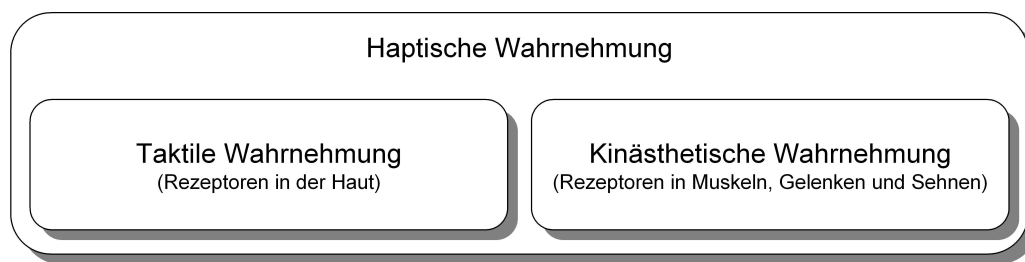 Haptische Wahrnehmung
Taktile Wahrnehmung
(Rezeptoren in der Haut)
Kinästhetische Wahrnehmung
(Rezeptoren in Muskeln, Gelenken und Sehnen)